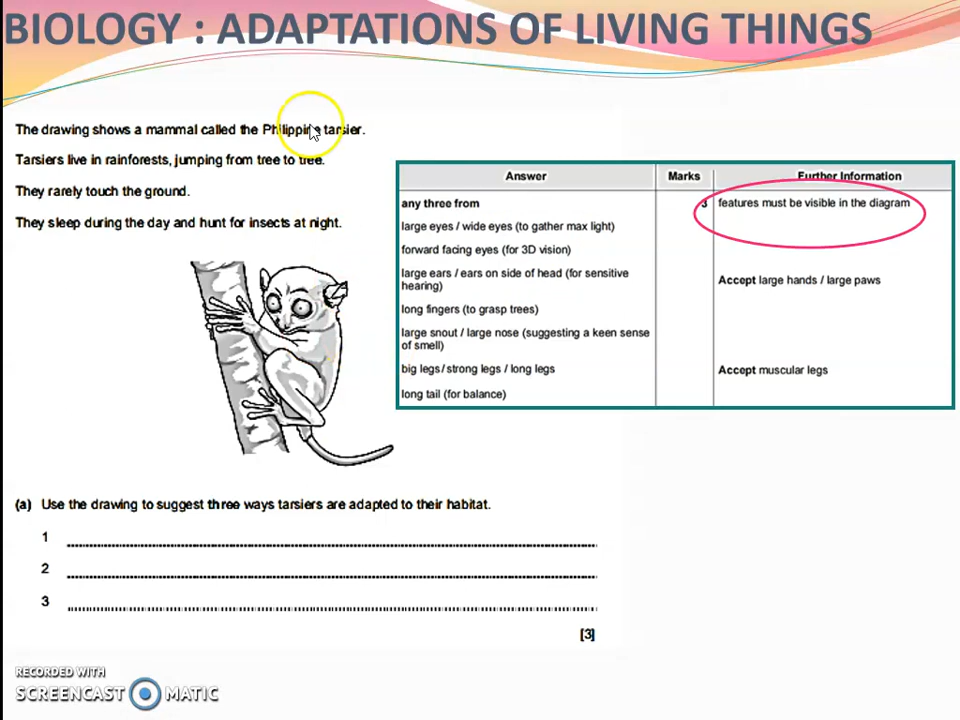 BIOLOGY : ADAPTATIONS OF LIVING THINGS
The drawing shows a mammal called the Philippine tarsier.
Tarsiers live in rainforests, jumping from tree to tree.
They rarely touch the ground.
They sleep during the day and hunt for insects at night.
Answer Marks Further Information
any three from 3 features must be visible in the diagram
large eyes / wide eyes (to gather max light)
forward facing eyes (for 3D vision)
large ears / ears on side of head (for sensitive
hearing)
Accept large hands / large paws
long fingers (to grasp trees)
large snout / large nose (suggesting a keen sense
of smell)
big legs / strong legs / long legs Accept muscular legs
long tail (for balance)
(a) Use the drawing to suggest three ways tarsiers are adapted to their habitat.
1
2
3
[3]
RECORDED WITH
SCREENCAST MATIC